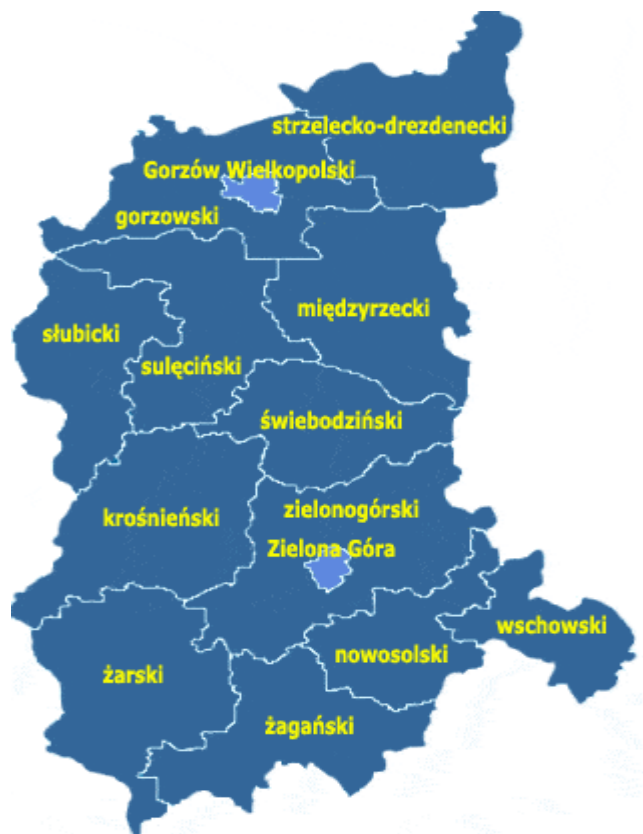 strzelecko-drezdenecki
Gorzów Wielkopolski
gorzowski
międzyrzecki
słubicki
sulęciński
świebodziński
krośnieński
zielonogórski
Zielona Góra
wschowski
nowosolski
żarski
żagański